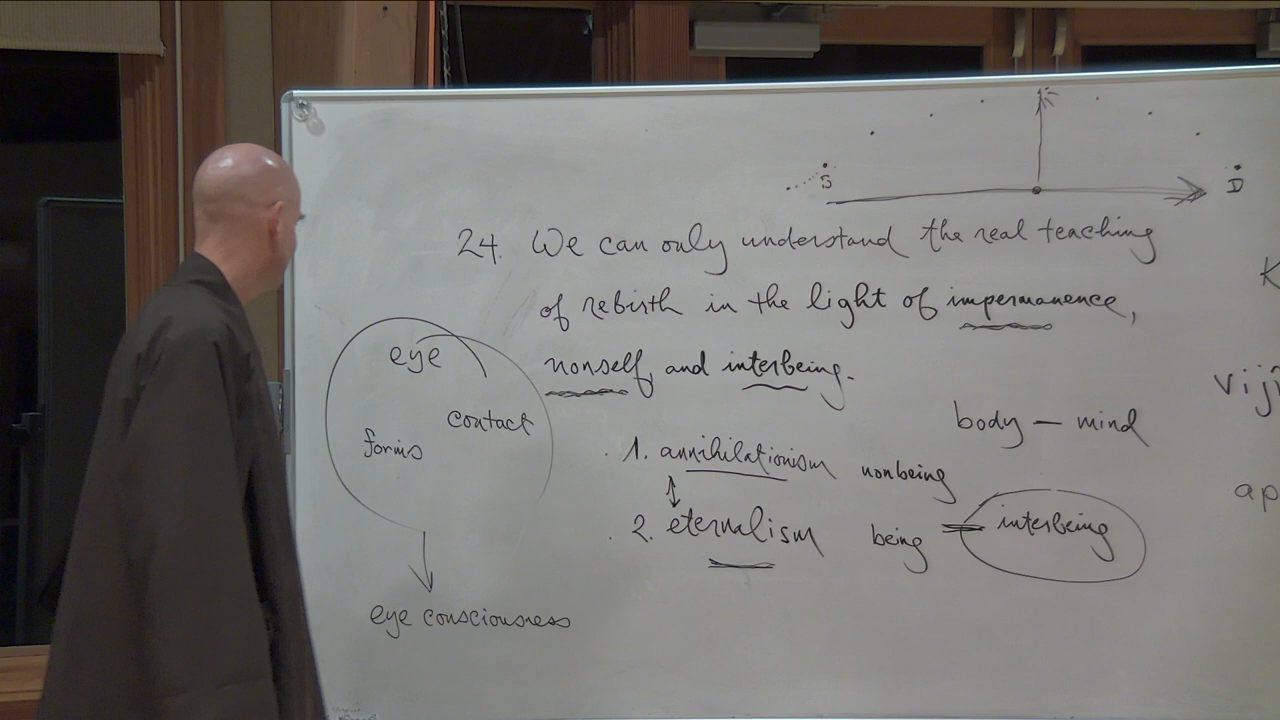 B
D
24. We can only understand the real teaching
of rebirth in the light of impermanence,
nonself, and interbeing.
eye
contact
forms
body — mind
1. annihilationism nonbeing
2. eternalism being = interbeing
eye consciousness
K
vij
ap